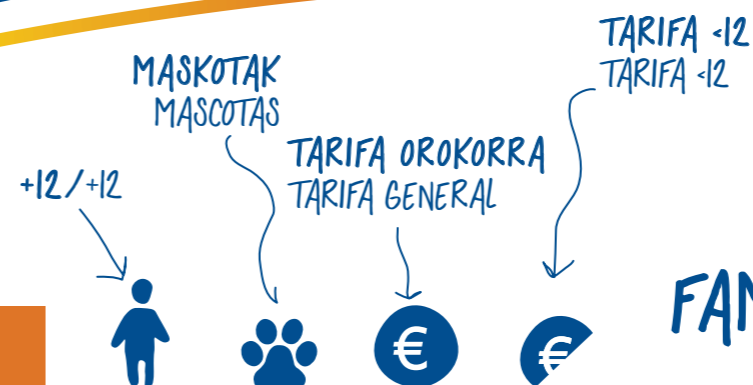 TARIFA <12
TARIFA <12
MASKOTAK
MASCOTAS
TARIFA OROKORRA
TARIFA GENERAL
+12/+12
€
€